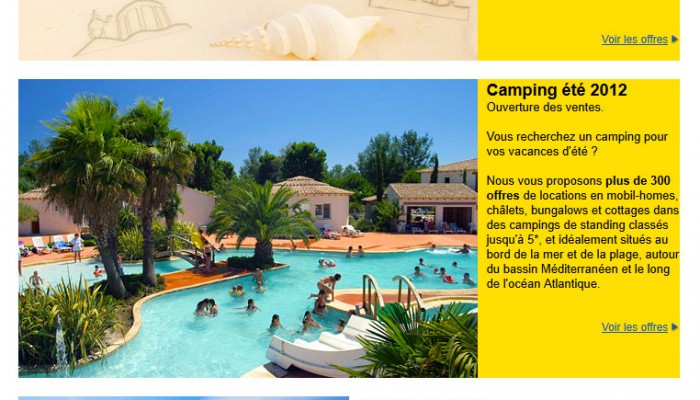 Voir les offres
Camping été 2012
Ouverture des ventes.
Vous recherchez un camping pour
vos vacances d'été ?
Nous vous proposons plus de 300
offres de locations en mobil-homes,
châlets, bungalows et cottages dans
des campings de standing classés
jusqu'à 5*, et idéalement situés au
bord de la mer et de la plage, autour
du bassin Méditerranéen et le long
de l'océan Atlantique.
Voir les offres